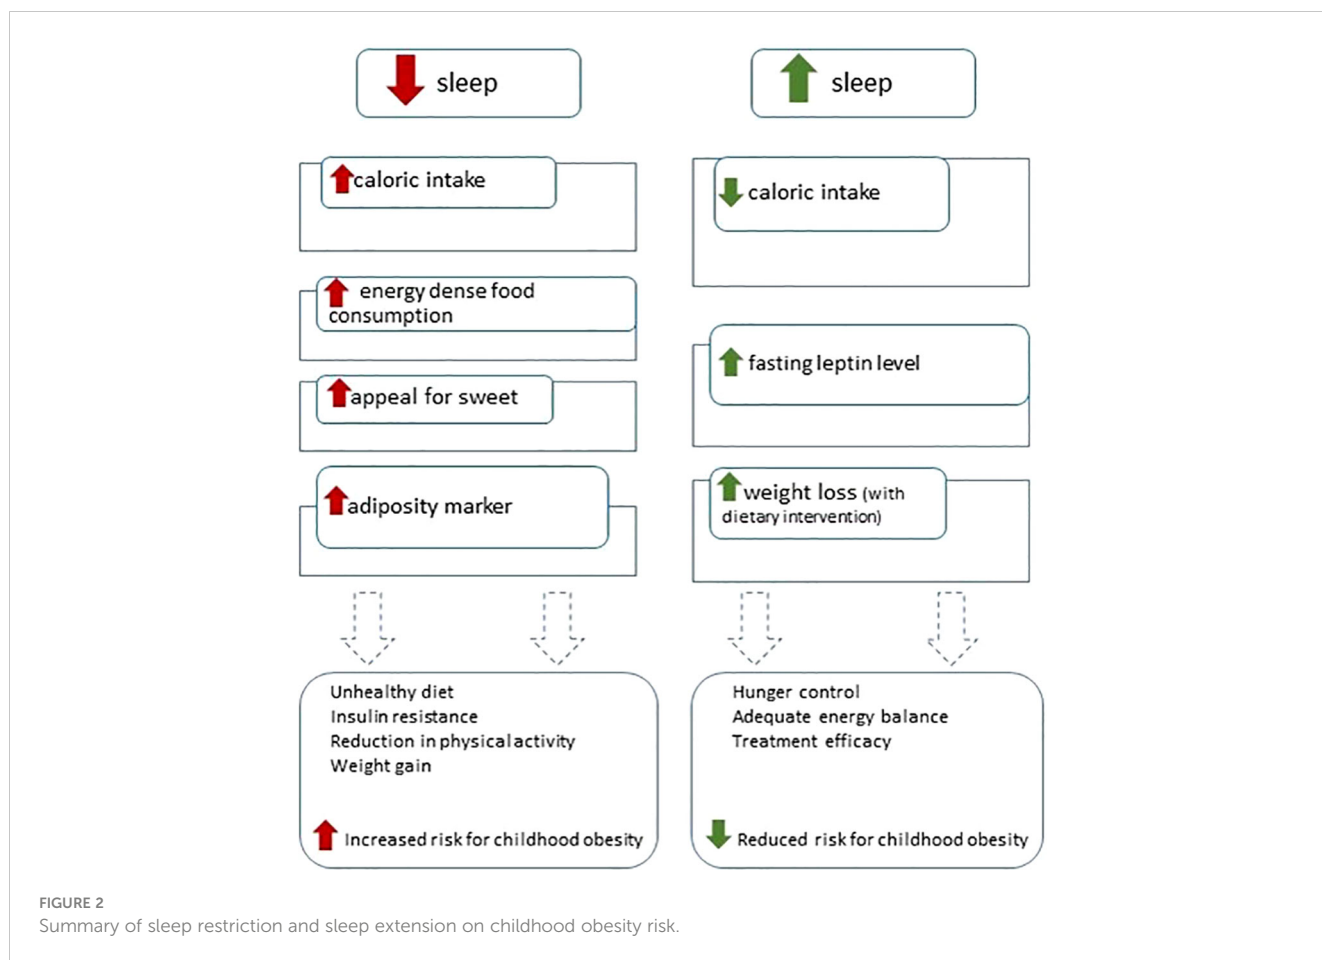 sleep
caloric intake
energy dense food
consumption
appeal for sweet
adiposity marker
Unhealthy diet
Insulin resistance
Reduction in physical activity
Weight gain
Increased risk for childhood obesity
sleep
caloric intake
fasting leptin level
weight loss (with
dietary intervention)
Hunger control
Adequate energy balance
Treatment efficacy
Reduced risk for childhood obesity
FIGURE 2
Summary of sleep restriction and sleep extension on childhood obesity risk.